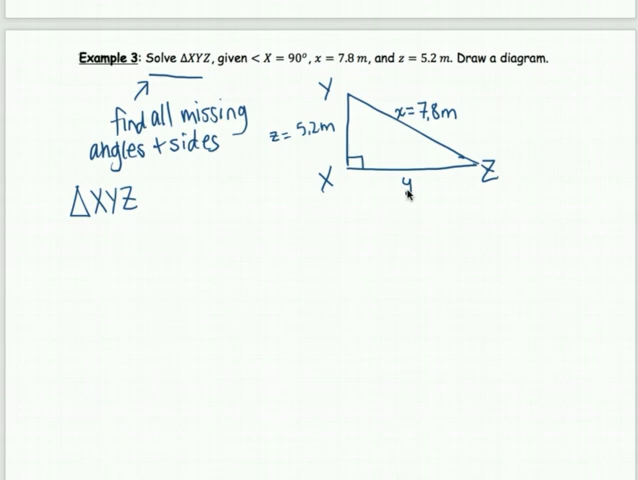 Example 3: Solve ΔXYZ, given < X = 90°, x = 7.8 m, and z = 5.2 m. Draw a diagram.
find all missing
angles + sides
ΔXYZ
Y
x = 7.8m
z = 5.2m
X
Z
y